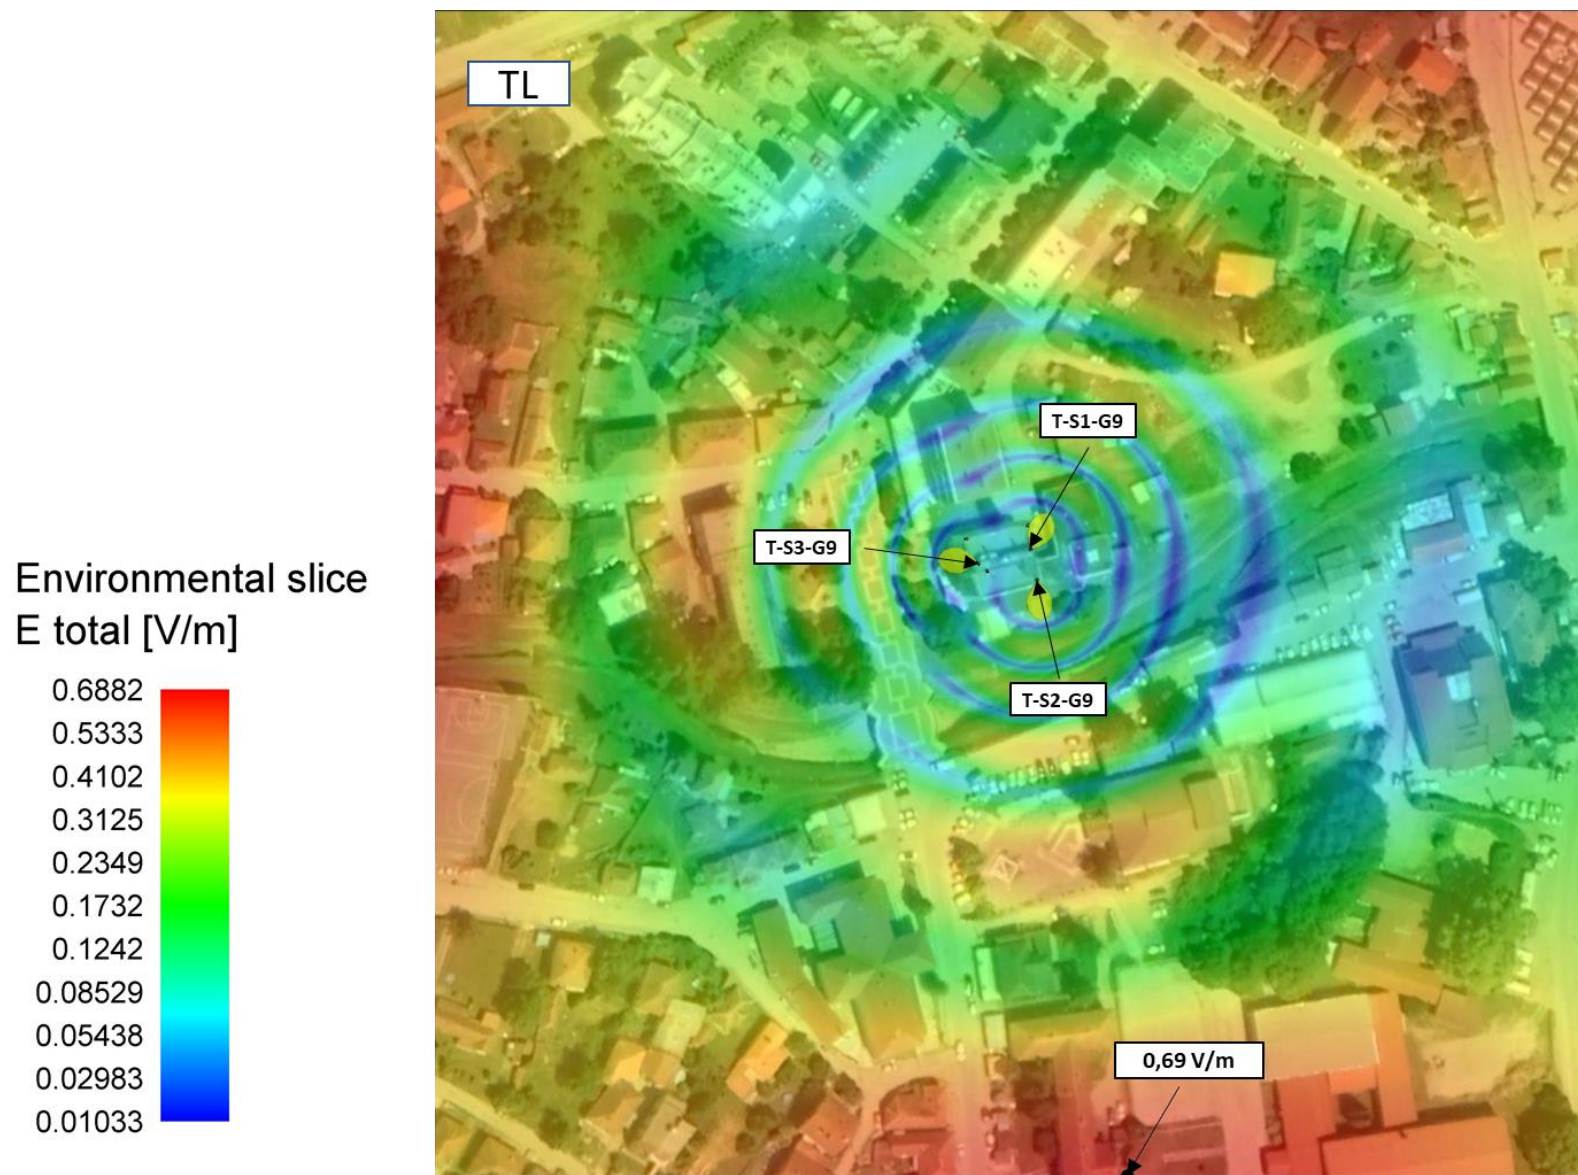 TL
T-S1-G9
T-S3-G9
T-S2-G9
0,69 V/m
Environmental slice
E total [V/m]
0.6882
0.5333
0.4102
0.3125
0.2349
0.1732
0.1242
0.08529
0.05438
0.02983
0.01033